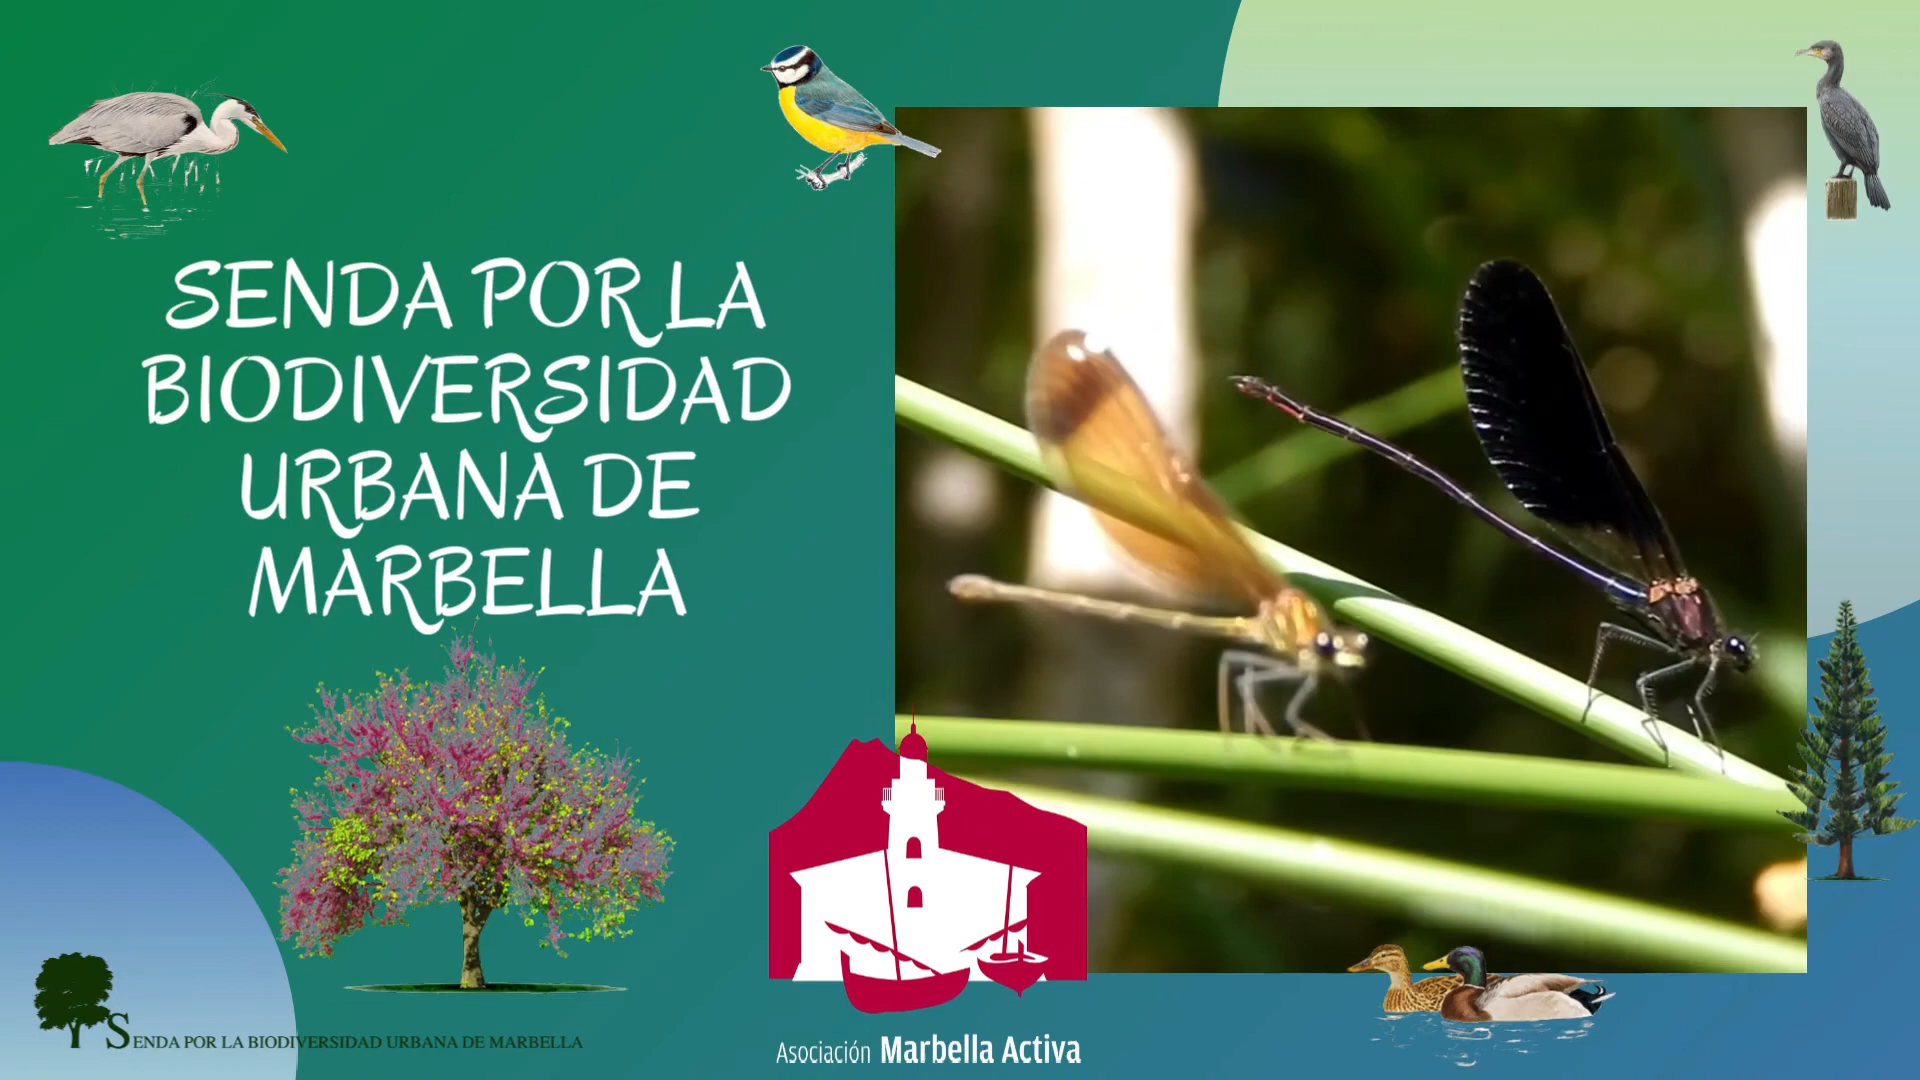 SENDA POR LA
BIODIVERSIDAD
URBANA DE
MARBELLA
SENDA POR LA BIODIVERSIDAD URBANA DE MARBELLA
Asociación Marbella Activa